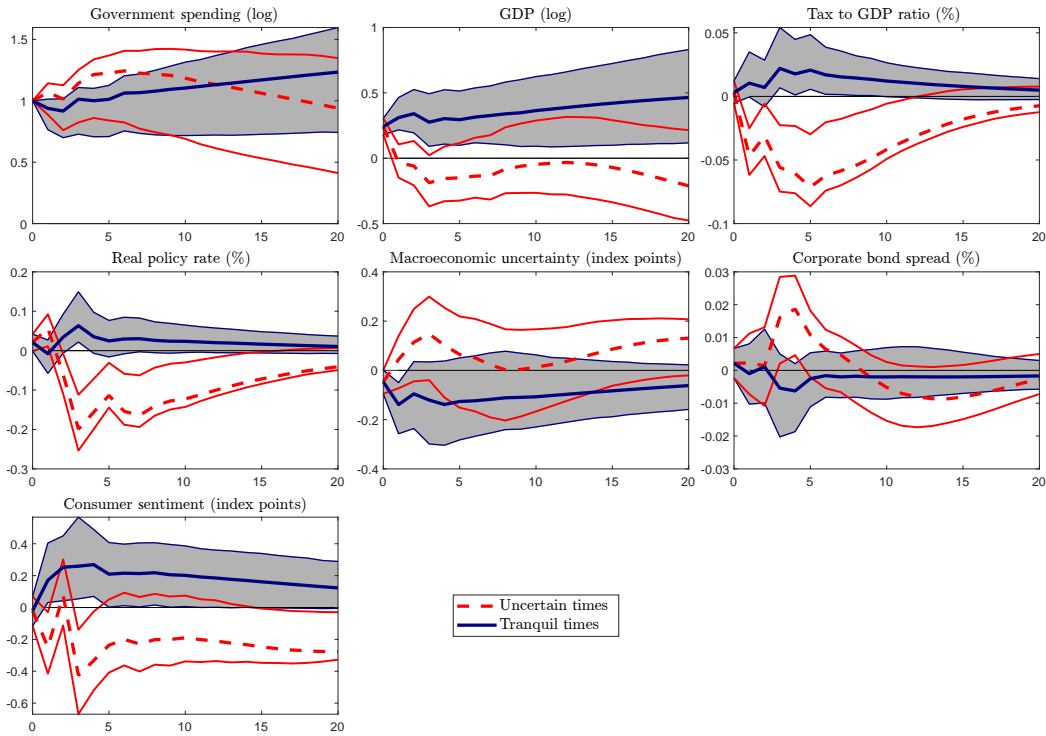 Government spending (log)
GDP (log)
Tax to GDP ratio (%)
1.5
1
0.5
0
0 5 10 15 20
1
0.5
0
-0.5
0 5 10 15 20
0.05
0
-0.05
-0.1
0 5 10 15 20
Real policy rate (%)
Macroeconomic uncertainty (index points)
Corporate bond spread (%)
0.2
0.1
0
-0.1
-0.2
-0.3
0 5 10 15 20
0.4
0.2
0
-0.2
-0.4
0 5 10 15 20
0.03
0.02
0.01
0
-0.01
-0.02
-0.03
0 5 10 15 20
Consumer sentiment (index points)
0.4
0.2
0
-0.2
-0.4
-0.6
0 5 10 15 20
Uncertain times
Tranquil times